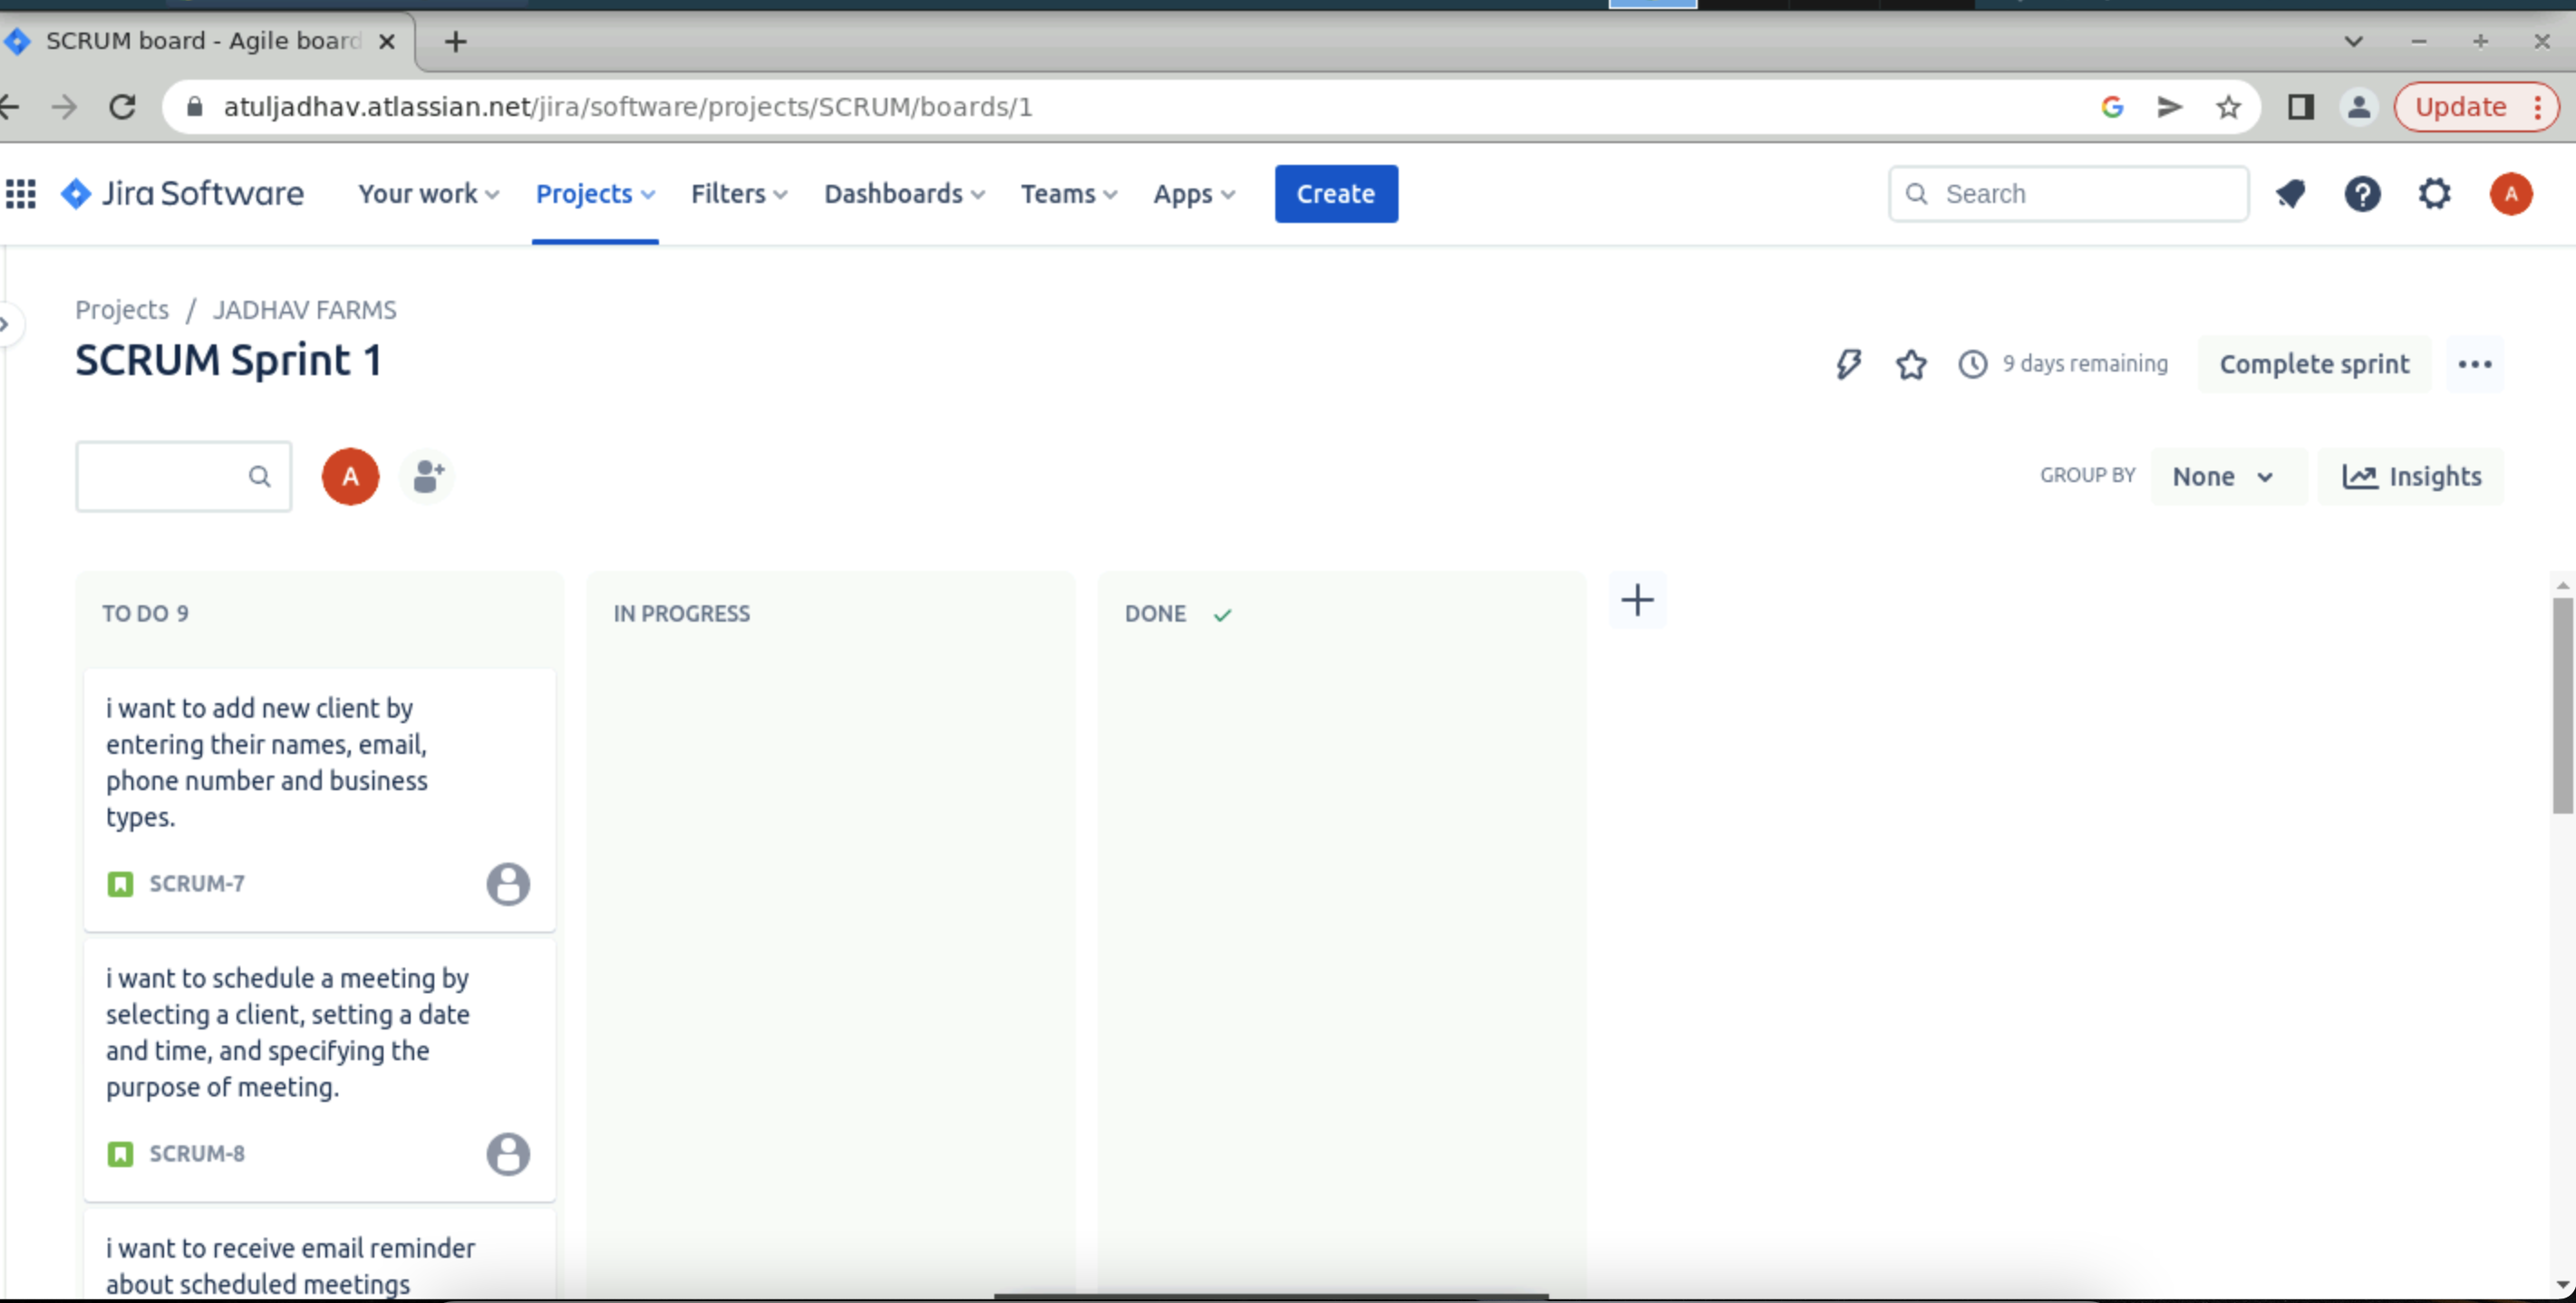 SCRUM board - Agile board
atuljadhav.atlassian.net/jira/software/projects/SCRUM/boards/1
Update
Jira Software
Your work
Projects
Filters
Dashboards
Teams
Apps
Create
Search
A
Projects / JADHAV FARMS
SCRUM Sprint 1
9 days remaining
Complete sprint
A
GROUP BY
None
Insights
TO DO 9
IN PROGRESS
DONE
i want to add new client by
entering their names, email,
phone number and business
types.
SCRUM-7
i want to schedule a meeting by
selecting a client, setting a date
and time, and specifying the
purpose of meeting.
SCRUM-8
i want to receive email reminder
about scheduled meetings